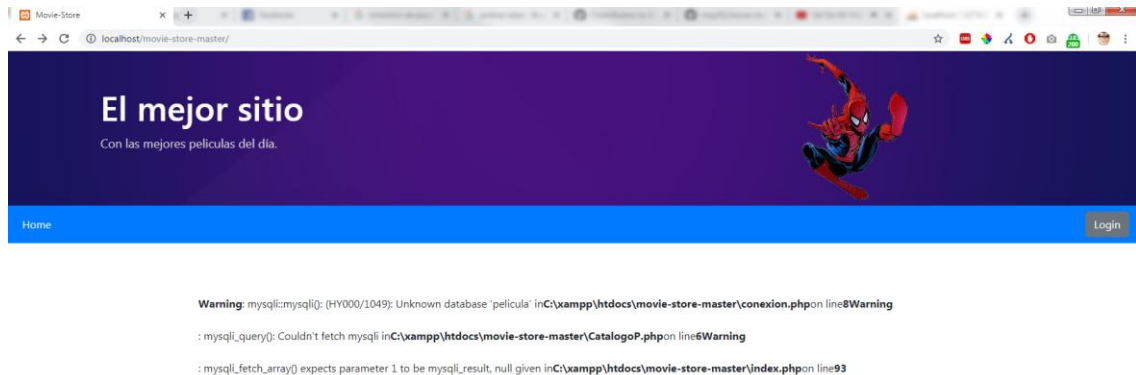 Movie-Store
localhost/movie-store-master/
El mejor sitio
Con las mejores peliculas del día.
Home
Login
Warning: mysqli::mysqli(): (HY000/1049): Unknown database 'pelicula' inC:\xampp\htdocs\movie-store-master\conexion.phpon line8Warning
: mysqli_query(): Couldn't fetch mysqli inC:\xampp\htdocs\movie-store-master\CatalogoP.phpon line6Warning
: mysqli_fetch_array() expects parameter 1 to be mysqli_result, null given inC:\xampp\htdocs\movie-store-master\index.phpon line93